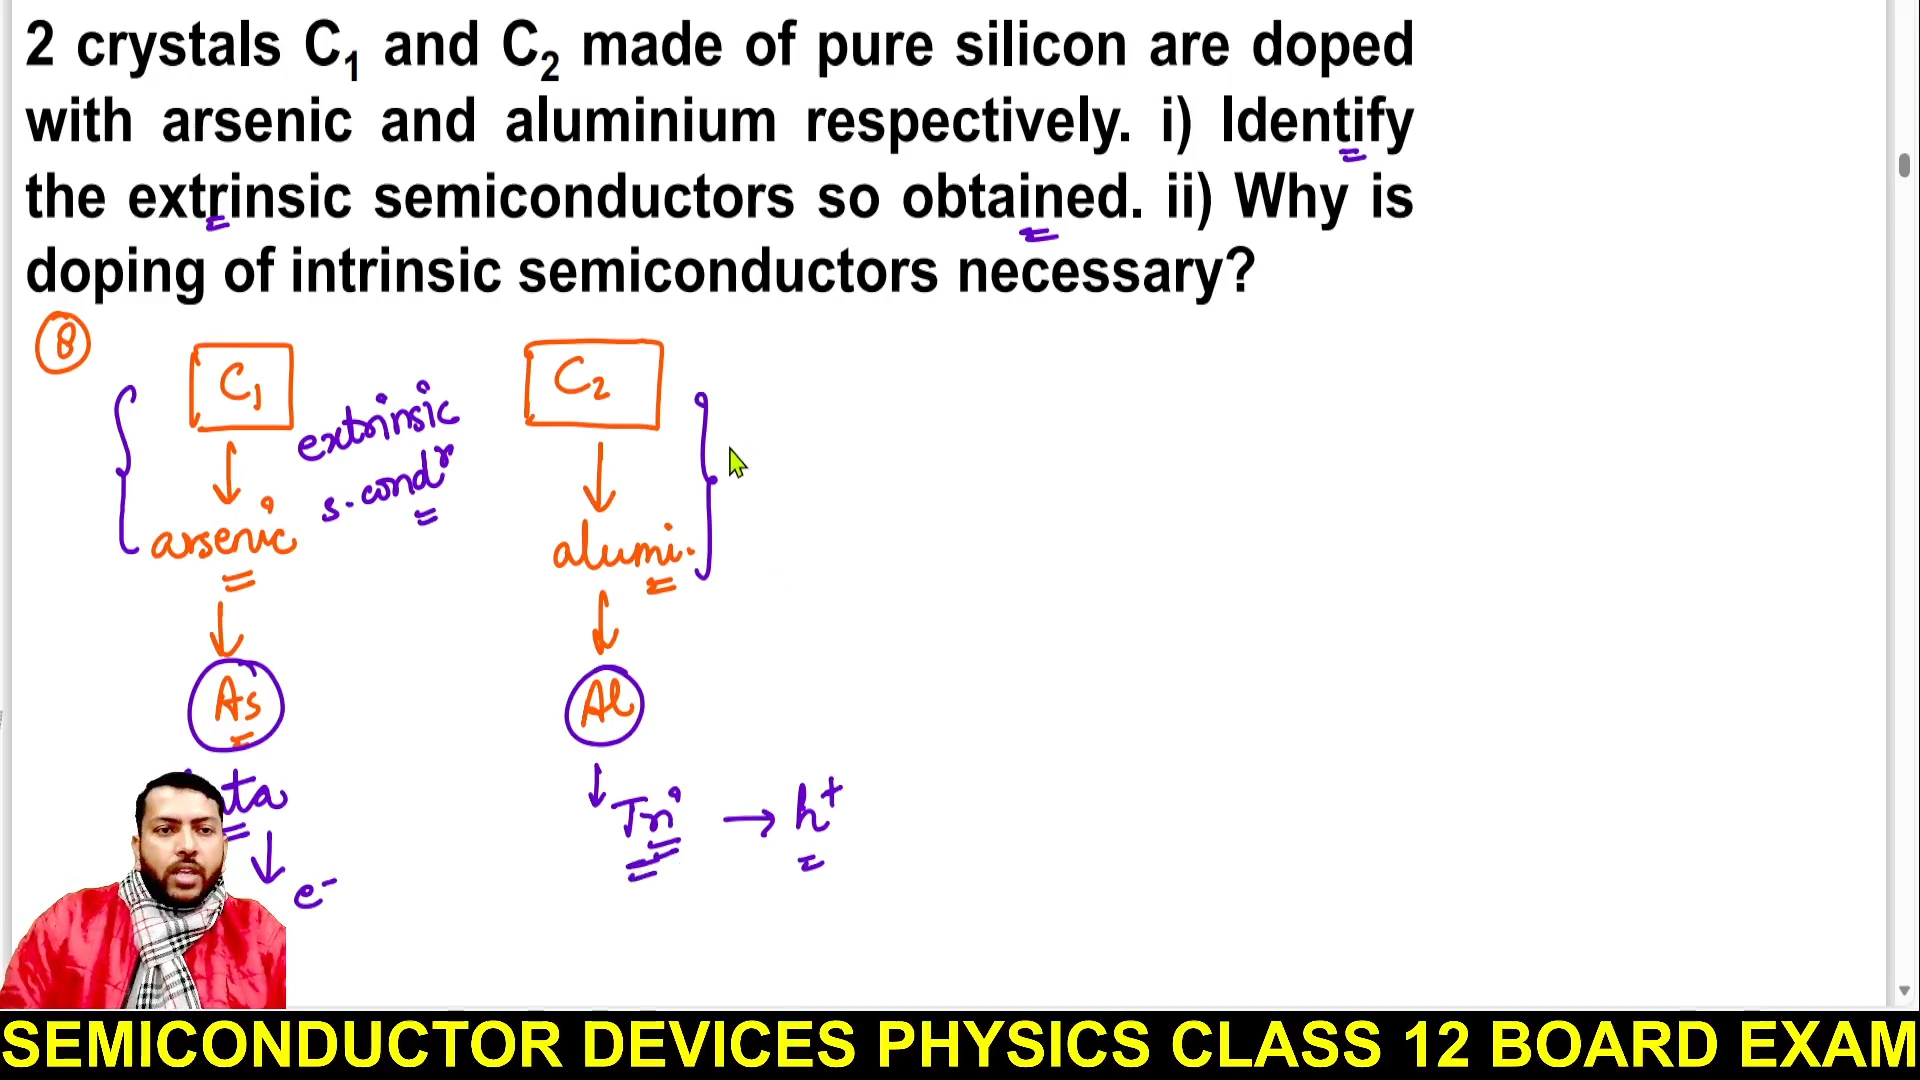 2 crystals C₁ and C₂ made of pure silicon are doped
with arsenic and aluminium respectively. i) Identify
the extrinsic semiconductors so obtained. ii) Why is
doping of intrinsic semiconductors necessary?
8
C₁
C₂
extrinsic
s.condʳ
arsenic
alumi.
As
Al
Tri → h⁺
e⁻
SEMICONDUCTOR DEVICES PHYSICS CLASS 12 BOARD EXAM